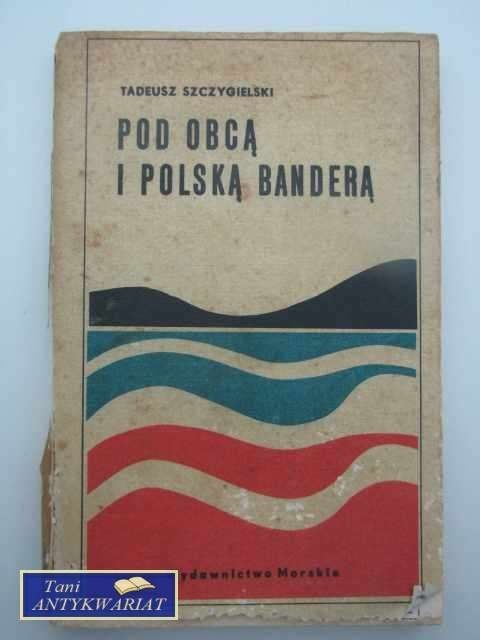 TADEUSZ SZCZYGIELSKI
POD OBCĄ
I POLSKĄ BANDERĄ
ydawnictwo Morskie
Tani
ANTYKWARIAT